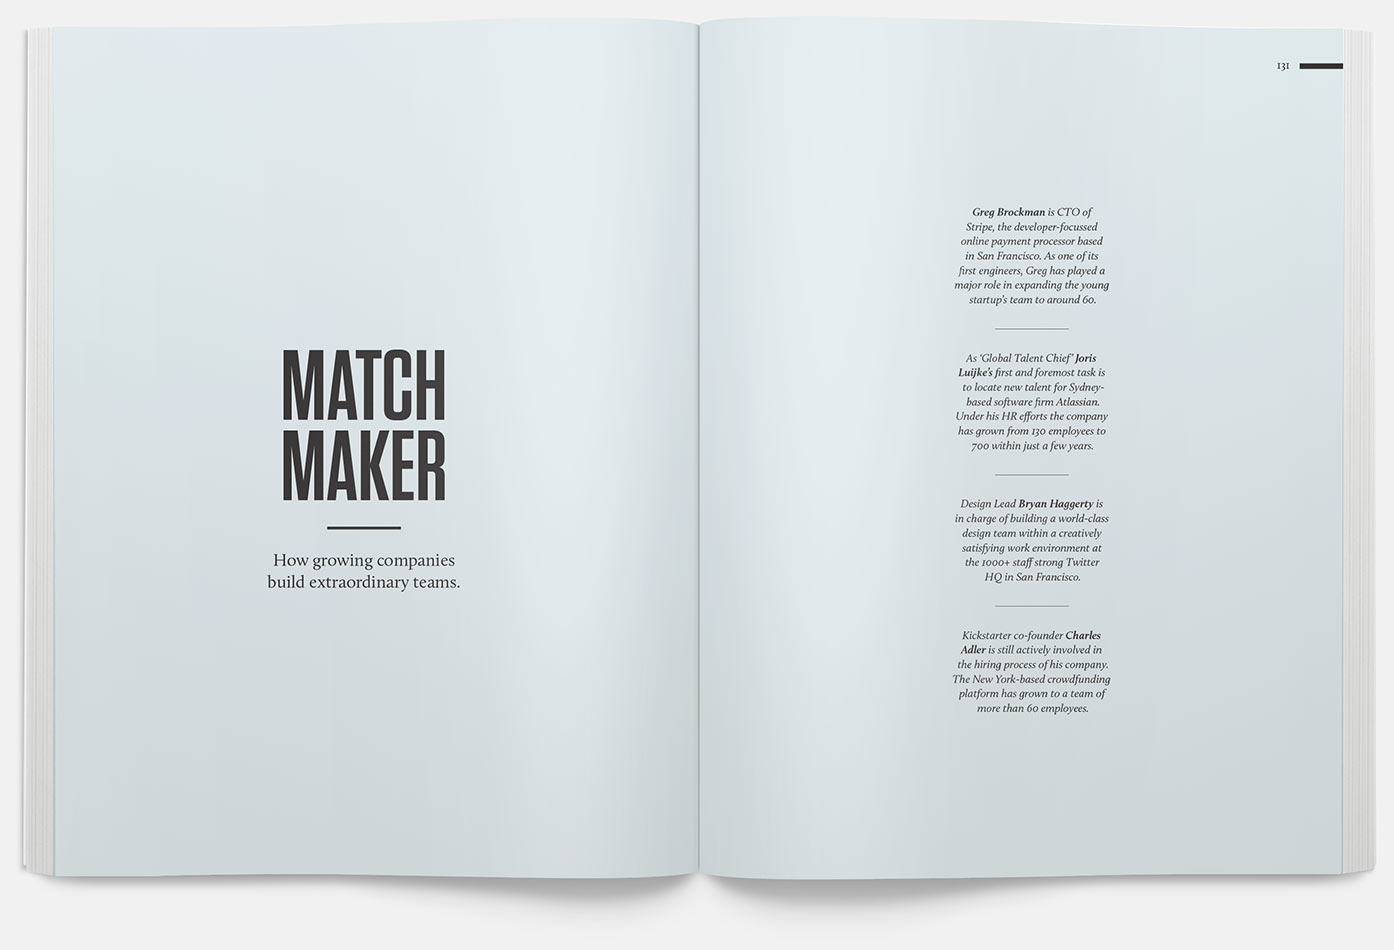 MATCH
MAKER
How growing companies
build extraordinary teams.
131
Greg Brockman is CTO of
Stripe, the developer-focussed
online payment processor based
in San Francisco. As one of its
first engineers, Greg has played a
major role in expanding the young
startup's team to around 60.
As 'Global Talent Chief' Joris
Luijke's first and foremost task is
to locate new talent for Sydney-
based software firm Atlassian.
Under his HR efforts the company
has grown from 130 employees to
700 within just a few years.
Design Lead Bryan Haggerty is
in charge of building a world-class
design team within a creatively
satisfying work environment at
the 1000+ staff strong Twitter
HQ in San Francisco.
Kickstarter co-founder Charles
Adler is still actively involved in
the hiring process of his company.
The New York-based crowdfunding
platform has grown to a team of
more than 60 employees.